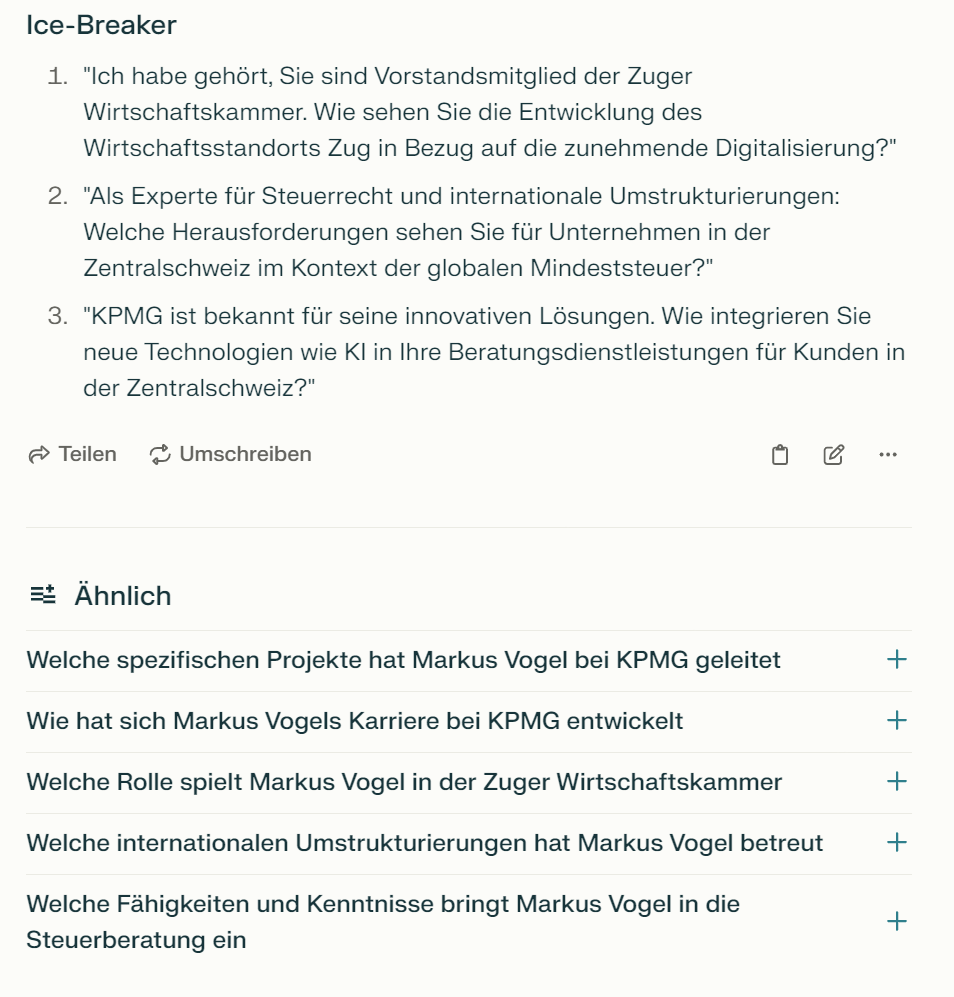 Ice-Breaker
1. "Ich habe gehört, Sie sind Vorstandsmitglied der Zuger
Wirtschaftskammer. Wie sehen Sie die Entwicklung des
Wirtschaftsstandorts Zug in Bezug auf die zunehmende Digitalisierung?"
2. "Als Experte für Steuerrecht und internationale Umstrukturierungen:
Welche Herausforderungen sehen Sie für Unternehmen in der
Zentralschweiz im Kontext der globalen Mindeststeuer?"
3. "KPMG ist bekannt für seine innovativen Lösungen. Wie integrieren Sie
neue Technologien wie KI in Ihre Beratungsdienstleistungen für Kunden in
der Zentralschweiz?"
Teilen Umschreiben
Ähnlich
Welche spezifischen Projekte hat Markus Vogel bei KPMG geleitet
Wie hat sich Markus Vogels Karriere bei KPMG entwickelt
Welche Rolle spielt Markus Vogel in der Zuger Wirtschaftskammer
Welche internationalen Umstrukturierungen hat Markus Vogel betreut
Welche Fähigkeiten und Kenntnisse bringt Markus Vogel in die
Steuerberatung ein